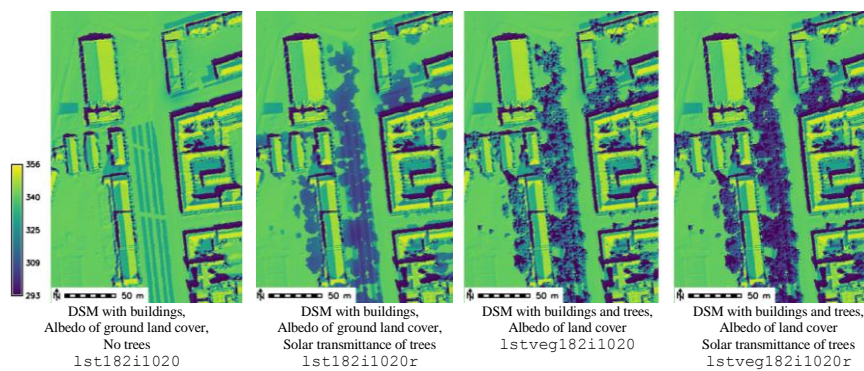 356
340
325
309
293
N
50 m
N
50 m
N
50 m
N
50 m
DSM with buildings,
Albedo of ground land cover,
No trees
lst182i1020
DSM with buildings,
Albedo of ground land cover,
Solar transmittance of trees
lst182i1020r
DSM with buildings and trees,
Albedo of land cover
lstveg182i1020
DSM with buildings and trees,
Albedo of land cover
Solar transmittance of trees
lstveg182i1020r